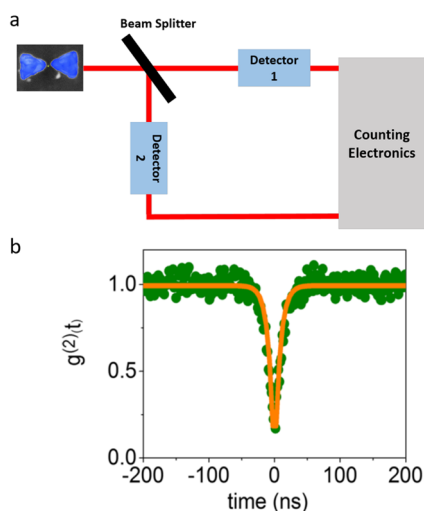 a
Beam Splitter
Detector
1
Detector
2
Counting
Electronics
b
g(2)(t)
1.0
0.5
0.0
-200 -100 0 100 200
time (ns)